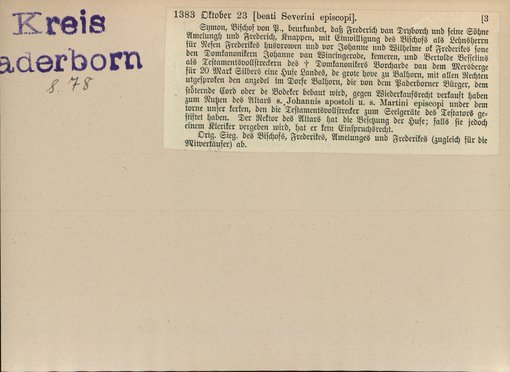 Kreis
aderborn
8. 78
1383 Oktober 23 [beati Severini episcopi]. [3
Symon, Bischof von P., beurkundet, daß Frederich van Dryborch und seine Söhne
Amelungh und Frederich, Knappen, mit Einwilligung des Bischofs als Lehnsherrn
für Nesen Frederikes husvrowen und vor Johanne und Wilhelme ok Frederikes sone
den Domkanonikern Johanne van Wineingerode, kemeren, und Bertolde Besselins
als Testamentsvollstreckern des † Domkanonikers Borcharde van dem Mersberge
für 20 Mark Silbers eine Hufe Landes, de grote hove zu Balhorn, mit allen Rechten
utgesproken den anzedel im Dorfe Balhorn, die von dem Paderborner Bürger, dem
Cord oder de Bodeker bebaut wird, gegen Wiederkaufsrecht verkauft haben
zum Nutzen des Altars s. Johannis apostoli u. s. Martini episcopi under dem
torne unser kerken, den die Testamentsvollstrecker zum Seelgeräte des Testators ge-
stiftet haben. Der Rektor des Altars hat die Besetzung der Hufe; falls sie jedoch
einem Kleriker vergeben wird, hat er kein Einspruchsrecht.
Orig. Sieg. des Bischofs, Frederikes, Amelunges und Frederikes (zugleich für die
Mitverkäufer) ab.